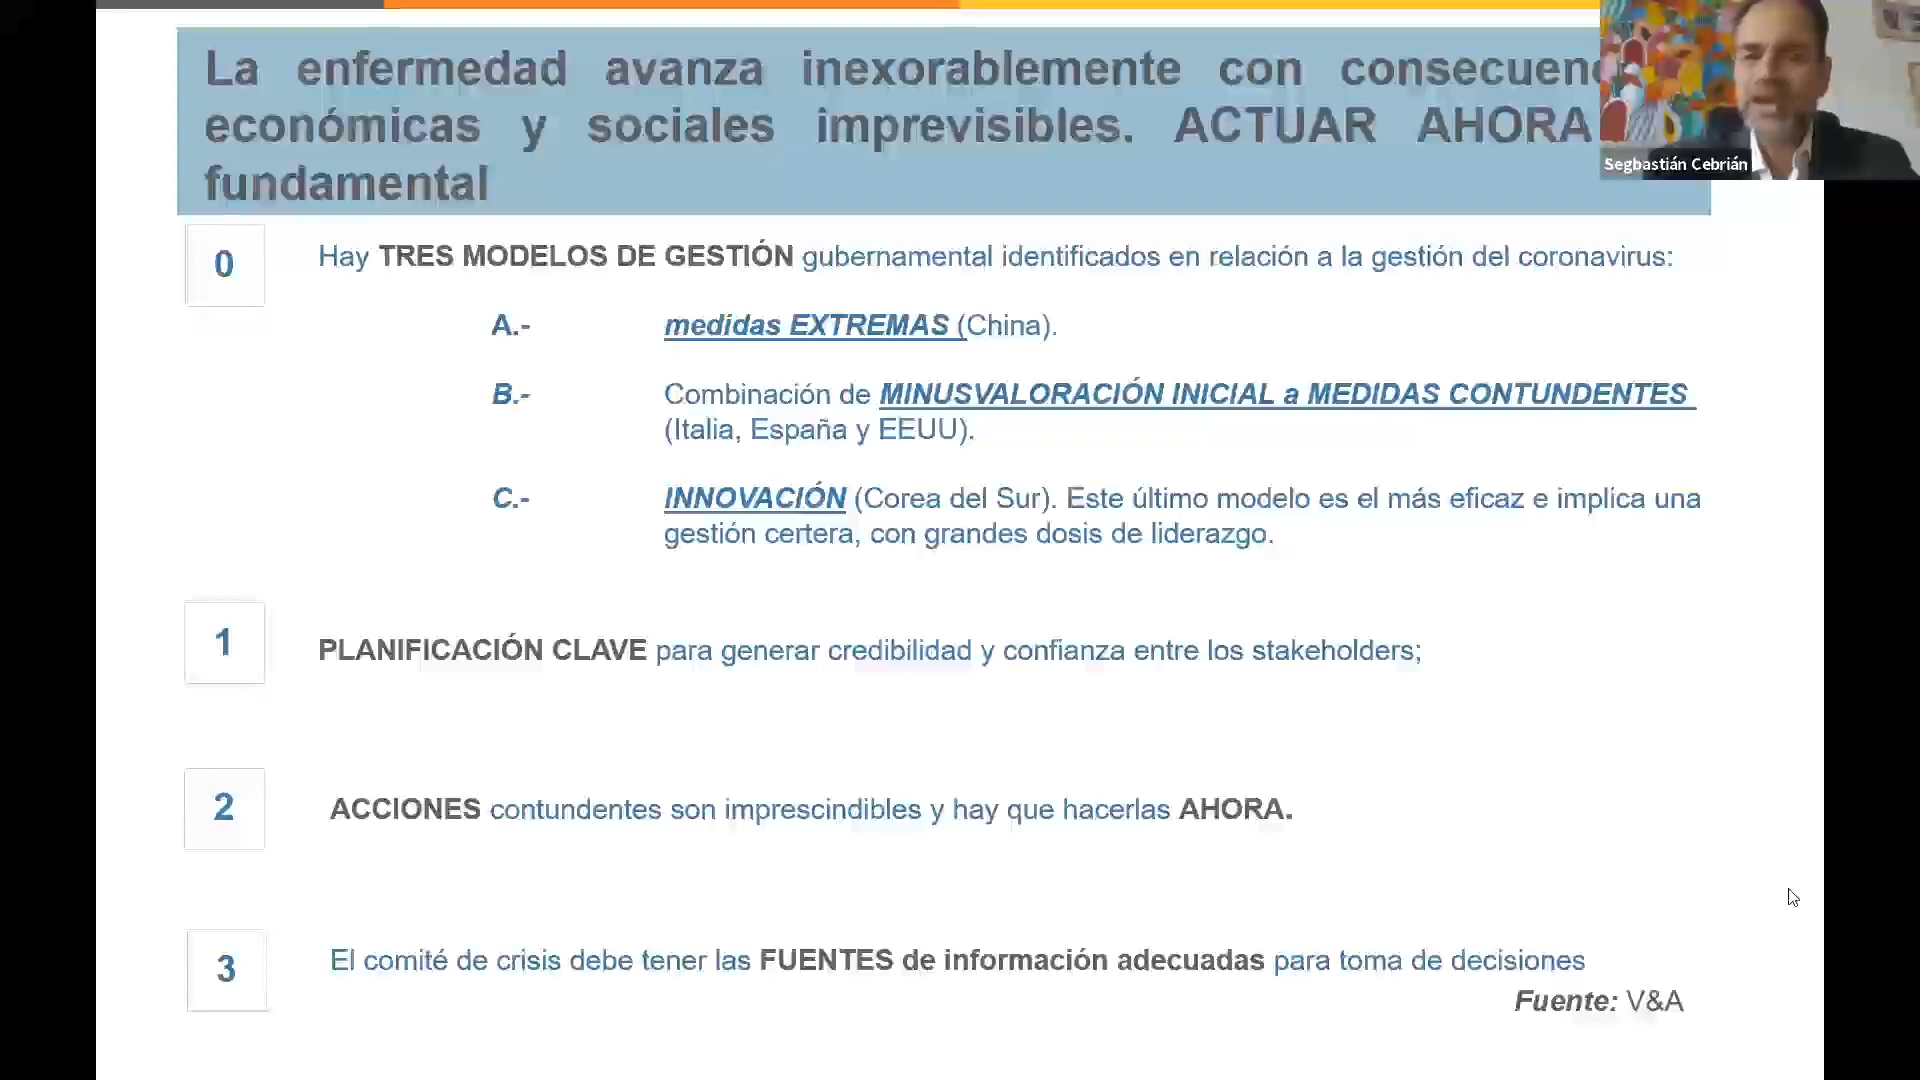 La enfermedad avanza inexorablemente con
económicas y sociales imprevisibles. ACTUAR AHORA
fundamental
Segbastián Cebrián
0
Hay TRES MODELOS DE GESTIÓN gubernamental identificados en relación a la gestión del coronavirus:
A.- medidas EXTREMAS (China).
B.- Combinación de MINUSVALORACIÓN INICIAL a MEDIDAS CONTUNDENTES
(Italia, España y EEUU).
C.- INNOVACIÓN (Corea del Sur). Este último modelo es el más eficaz e implica una
gestión certera, con grandes dosis de liderazgo.
1
PLANIFICACIÓN CLAVE para generar credibilidad y confianza entre los stakeholders;
2
ACCIONES contundentes son imprescindibles y hay que hacerlas AHORA.
3
El comité de crisis debe tener las FUENTES de información adecuadas para toma de decisiones
Fuente: V&A